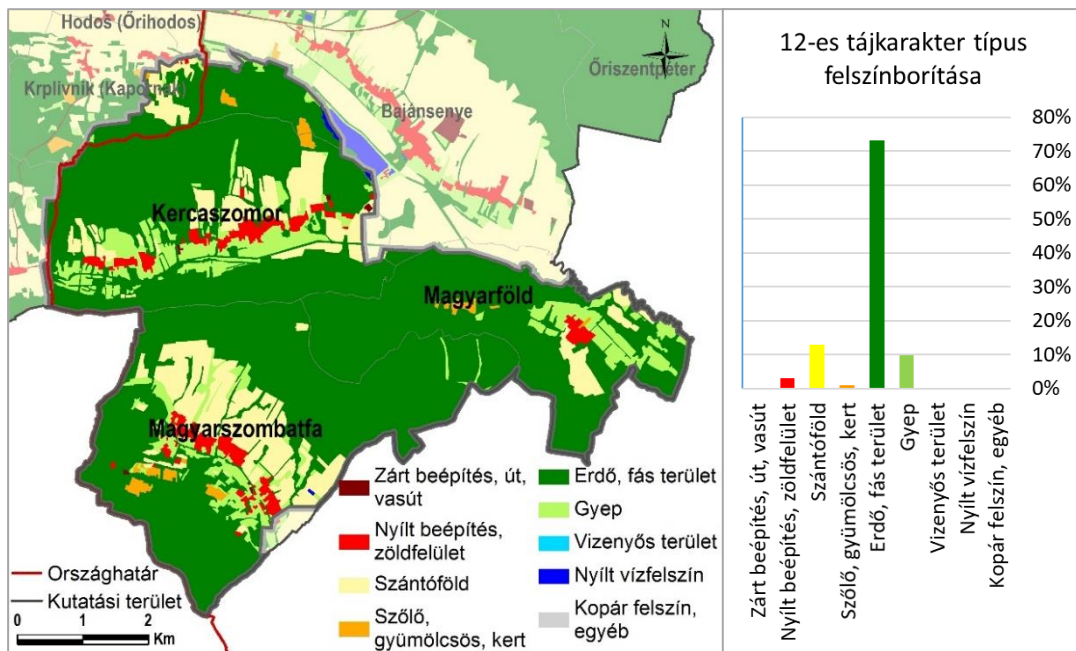 Hodoš (Őrihodos)
N
Krplivnik (Kapornak)
Őriszentpéter
Bajánsenye
Kercaszomor
Magyarföld
Magyarszombatfa
Zárt beépítés, út,
vasút
Nyílt beépítés,
zöldfelület
Szántóföld
Szőlő,
gyümölcsös, kert
Erdő, fás terület
Gyep
Vizenyős terület
Nyílt vízfelszín
Kopár felszín,
egyéb
Országhatár
Kutatási terület
0 1 2
Km
12-es tájkarakter típus
felszínborítása
80%
70%
60%
50%
40%
30%
20%
10%
0%
Zárt beépítés, út, vasút
Nyílt beépítés, zöldfelület
Szántóföld
Szőlő, gyümölcsös, kert
Erdő, fás terület
Gyep
Vizenyős terület
Nyílt vízfelszín
Kopár felszín, egyéb